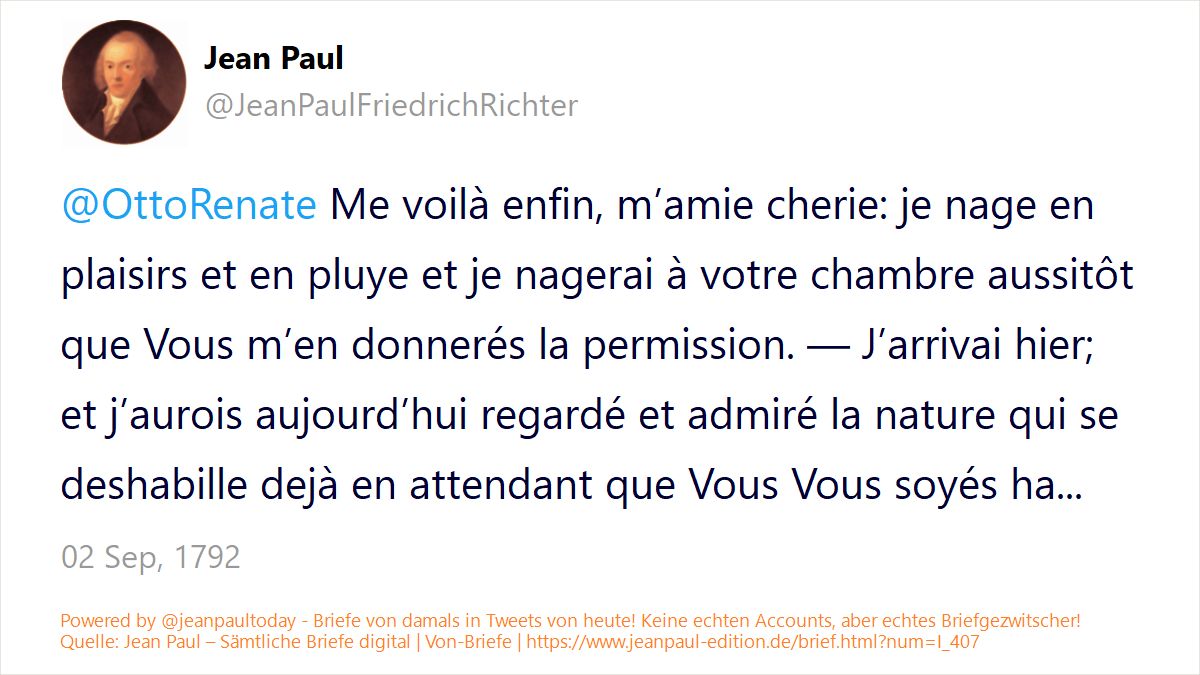 Jean Paul
@JeanPaulFriedrichRichter
@OttoRenate Me voilà enfin, m’amie cherie: je nage en
plaisirs et en pluye et je nagerai à votre chambre aussitôt
que Vous m’en donnerés la permission. — J’arrivai hier;
et j’aurois aujourd’hui regardé et admiré la nature qui se
deshabille dejà en attendant que Vous Vous soyés ha...
02 Sep, 1792
Powered by @jeanpaultoday - Briefe von damals in Tweets von heute! Keine echten Accounts, aber echtes Briefgezwitscher!
Quelle: Jean Paul – Sämtliche Briefe digital | Von-Briefe | https://www.jeanpaul-edition.de/brief.html?num=I_407